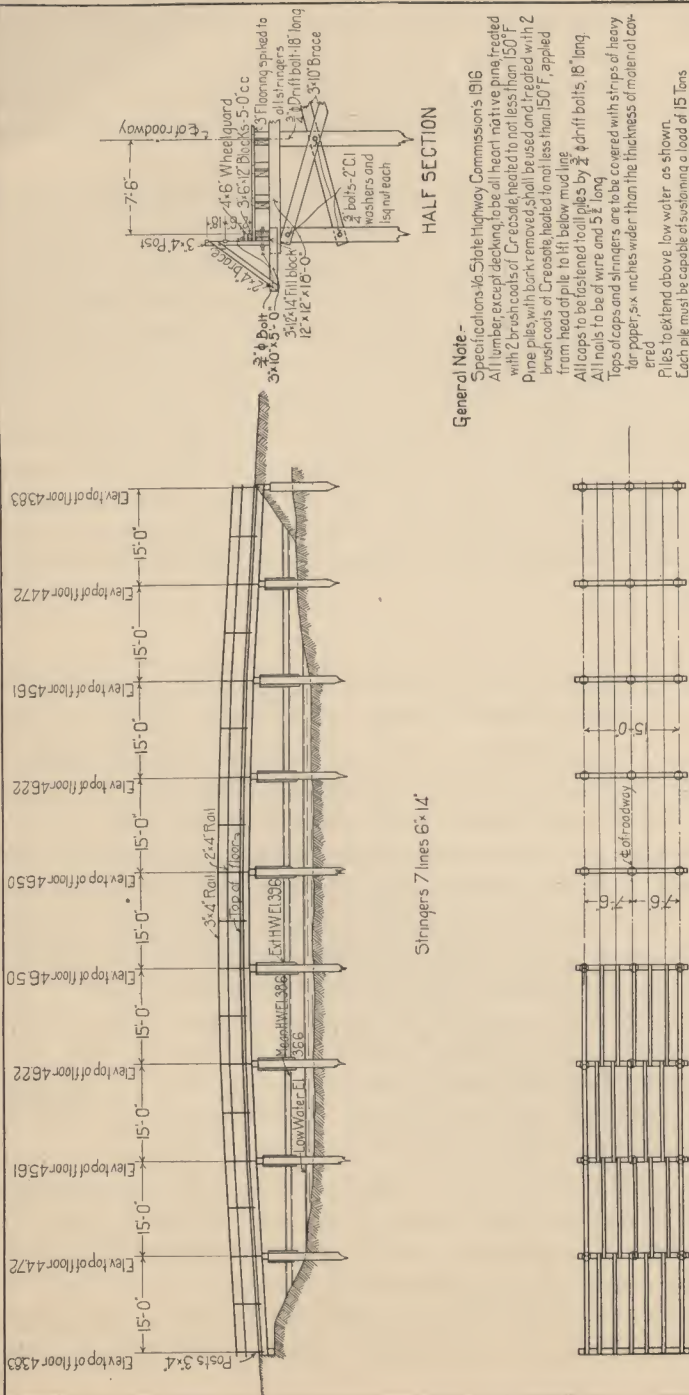 Elev top of floor 43.83
Elev top of floor 44.72
Elev top of floor 45.61
Elev top of floor 46.22
Elev top of floor 46.50
Elev top of floor 46.50
Elev top of floor 46.22
Elev top of floor 45.61
Elev top of floor 44.72
Elev top of floor 43.83
15'-0"
15'-0"
15'-0"
15'-0"
15'-0"
15'-0"
15'-0"
15'-0"
15'-0"
Posts 3"x4"
3"x4" Rail
2"x4" Rail
Top of floor
Ext HW El 39.6
Mean HW El 38.6
Low Water El 36.6
Stringers 7 lines 6"x14"
℄ of roadway
7'-6"
7'-6"
15'-0"
℄ of roadway
7'-6"
3"x4" Post
2"x4" brace
4"x6" Wheel guard
3"x6"x12" Blocks-5'-0" cc
3" Flooring spiked to
all stringers
3/4" ϕ Drift bolt-18" long
3"x10" Brace
3/4" ϕ Bolt
3"x10"x5'-0"
3"x12"x14" Fill block
12"x12"x18'-0"
3/4" bolts-2" C.I.
washers and
1 sq nut each
HALF SECTION
General Note.-
Specifications Va State Highway Commission's 1916
All lumber, except decking, to be all heart native pine, treated
with 2 brush coats of Creosote, heated to not less than 150°F
Pine piles, with bark removed, shall be used and treated with 2
brush coats of Creosote, heated to not less than 150°F, applied
from head of pile to 1 ft below mud line
All caps to be fastened to all piles by 3/4" ϕ drift bolts, 18" long.
All nails to be of wire and 5 1/2" long
Tops of caps and stringers are to be covered with strips of heavy
tar paper, six inches wider than the thickness of material cov-
ered
Piles to extend above low water as shown
Each pile must be capable of sustaining a load of 15 Tons